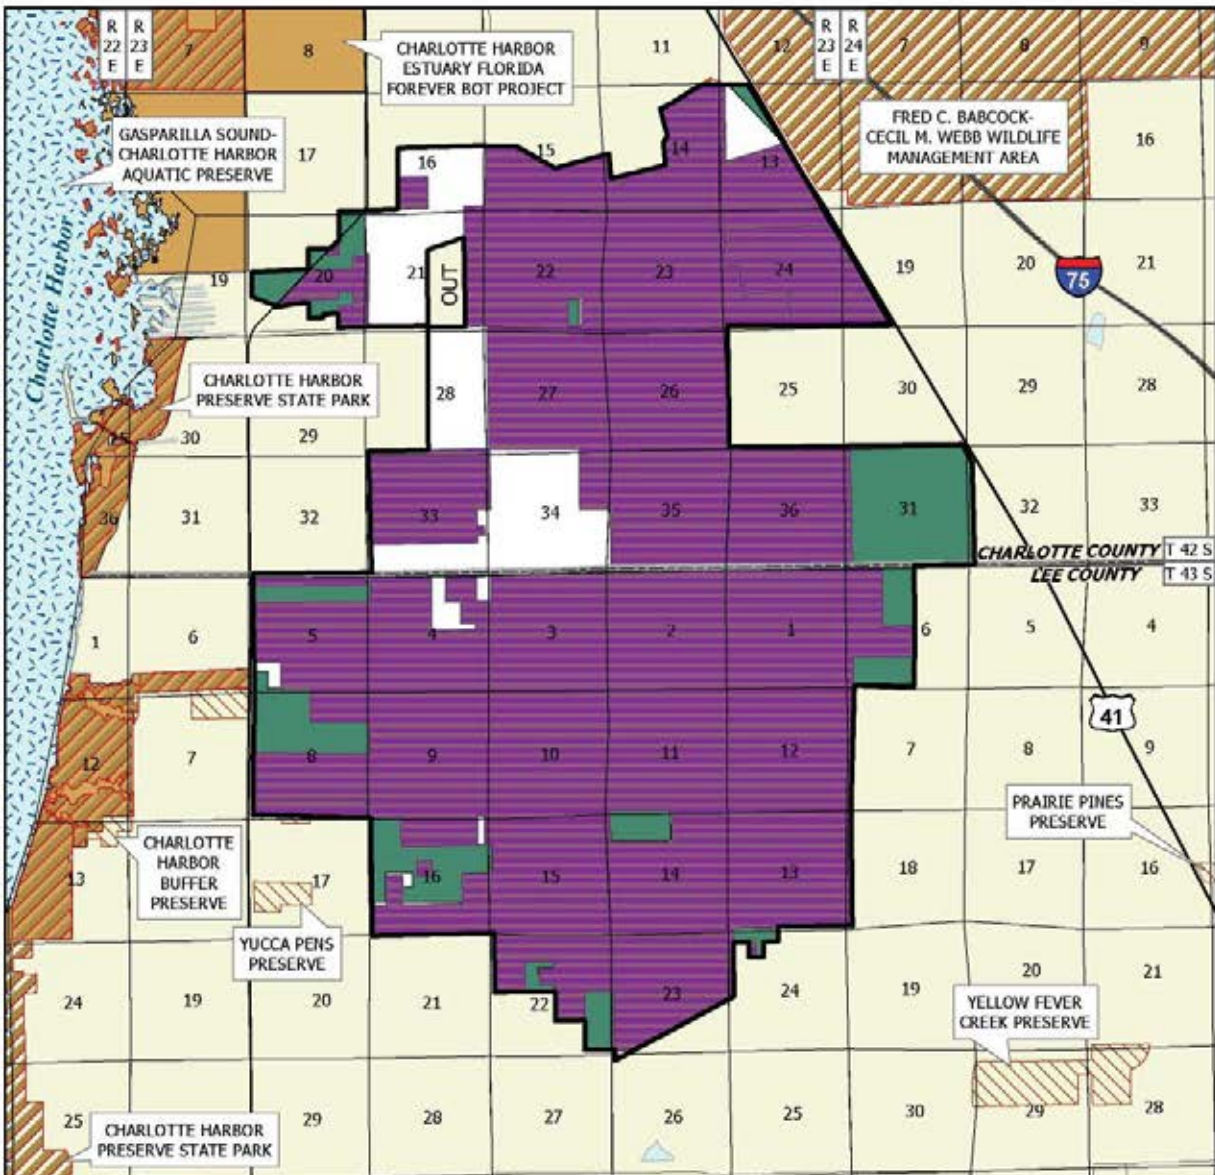 R
22
E
R
23
E
7
8
CHARLOTTE HARBOR
ESTUARY FLORIDA
FOREVER BOT PROJECT
11
12
R
23
E
R
24
E
7
8
9
GASPARILLA SOUND-
CHARLOTTE HARBOR
AQUATIC PRESERVE
17
16
15
14
13
FRED C. BABCOCK-
CECIL M. WEBB WILDLIFE
MANAGEMENT AREA
16
Charlotte Harbor
19
20
21
OUT
22
23
24
19
20
75
21
CHARLOTTE HARBOR
PRESERVE STATE PARK
28
27
26
25
30
29
28
25
30
29
36
31
32
33
34
35
36
31
32
33
CHARLOTTE COUNTY
T 42 S
LEE COUNTY
T 43 S
1
6
5
4
3
2
1
6
5
4
12
7
8
9
10
11
12
7
8
41
9
PRAIRIE PINES
PRESERVE
CHARLOTTE
HARBOR
BUFFER
PRESERVE
13
17
16
15
14
13
18
17
16
YUCCA PENS
PRESERVE
24
19
20
21
22
23
24
19
20
21
YELLOW FEVER
CREEK PRESERVE
25
CHARLOTTE HARBOR
PRESERVE STATE PARK
29
28
27
26
25
30
29
28